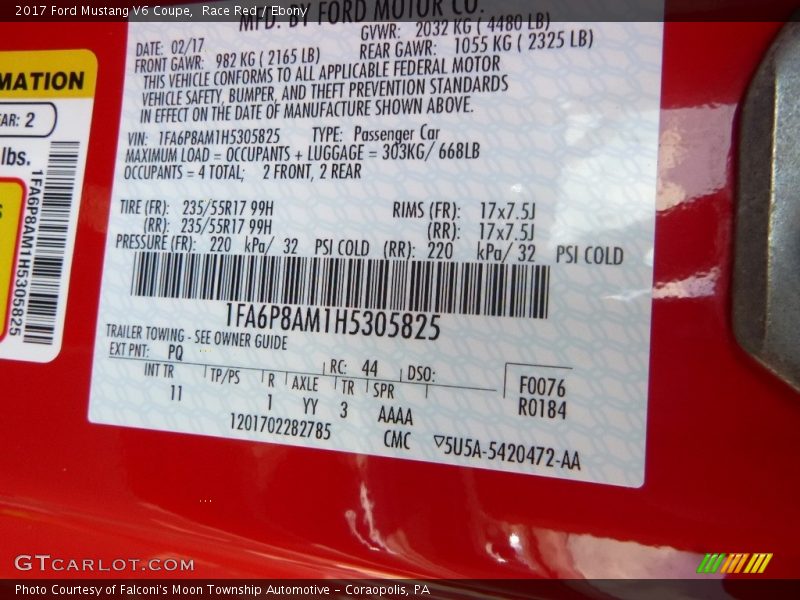 2017 Ford Mustang V6 Coupe, Race Red / Ebony
MFD. BY FORD MOTOR CO.
DATE: 02/17 GVWR: 2032 KG ( 4480 LB)
FRONT GAWR: 982 KG ( 2165 LB) REAR GAWR: 1055 KG ( 2325 LB)
THIS VEHICLE CONFORMS TO ALL APPLICABLE FEDERAL MOTOR
VEHICLE SAFETY, BUMPER, AND THEFT PREVENTION STANDARDS
IN EFFECT ON THE DATE OF MANUFACTURE SHOWN ABOVE.
VIN: 1FA6P8AM1H5305825 TYPE: Passenger Car
MAXIMUM LOAD = OCCUPANTS + LUGGAGE = 303KG/ 668LB
OCCUPANTS = 4 TOTAL; 2 FRONT, 2 REAR
TIRE (FR): 235/55R17 99H RIMS (FR): 17x7.5J
(RR): 235/55R17 99H (RR): 17x7.5J
PRESSURE (FR): 220 kPa/ 32 PSI COLD (RR): 220 kPa/ 32 PSI COLD
1FA6P8AM1H5305825
TRAILER TOWING - SEE OWNER GUIDE
EXT PNT: PQ RC: 44 DSO:
INT TR TP/PS R AXLE TR SPR F0076
11 1 YY 3 AAAA R0184
1201702282785 CMC 5U5A-5420472-AA
MATION
EAR: 2
lbs.
1FA6P8AM1H5305825
GTCARLOT.COM
Photo Courtesy of Falconi's Moon Township Automotive - Coraopolis, PA